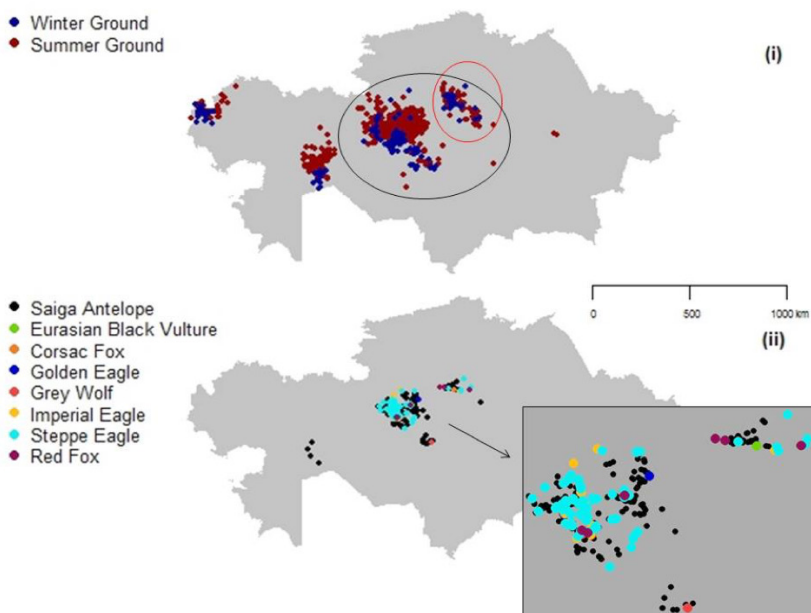 Winter Ground
Summer Ground
(i)
0 500 1000 km
(ii)
Saiga Antelope
Eurasian Black Vulture
Corsac Fox
Golden Eagle
Grey Wolf
Imperial Eagle
Steppe Eagle
Red Fox